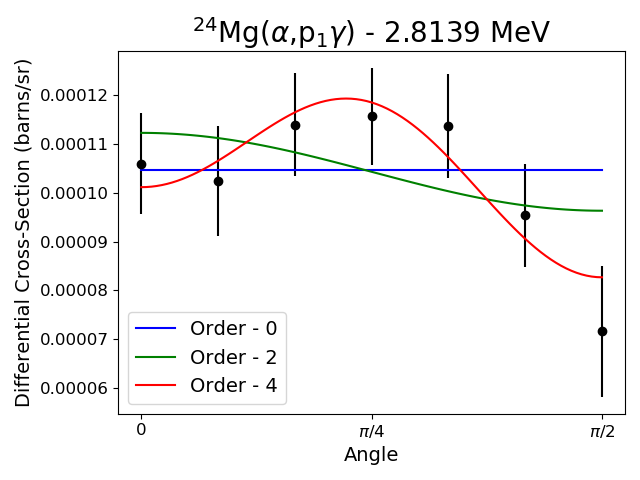 ²⁴Mg(α,p₁γ) - 2.8139 MeV
Differential Cross-Section (barns/sr)
0.00012
0.00011
0.00010
0.00009
0.00008
0.00007
0.00006
Order - 0
Order - 2
Order - 4
0 π/4 π/2
Angle